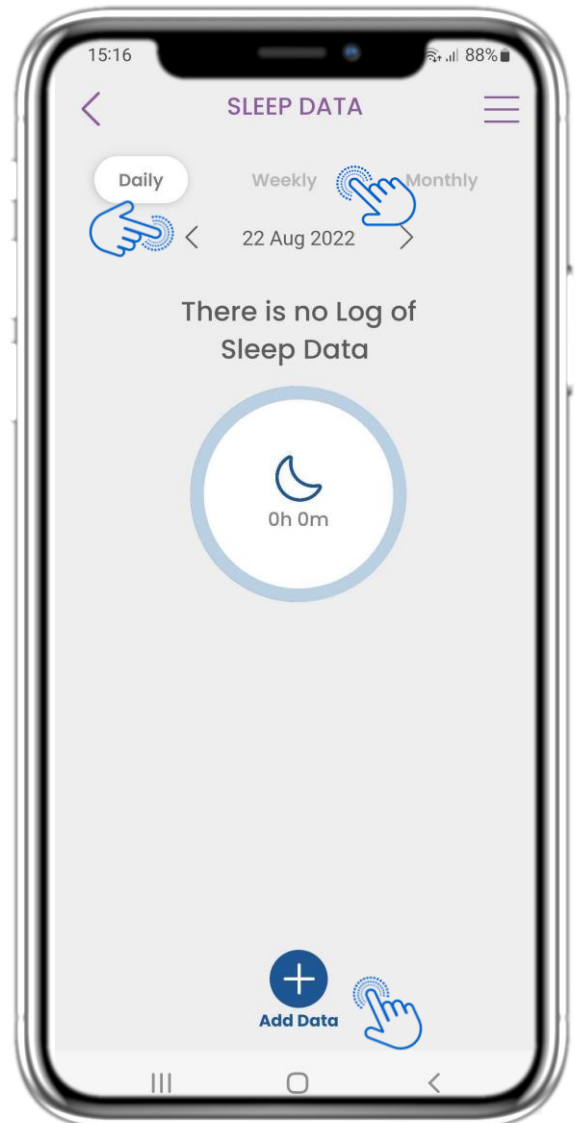 15:16 88%
SLEEP DATA
Daily Weekly Monthly
22 Aug 2022
There is no Log of
Sleep Data
0h 0m
Add Data